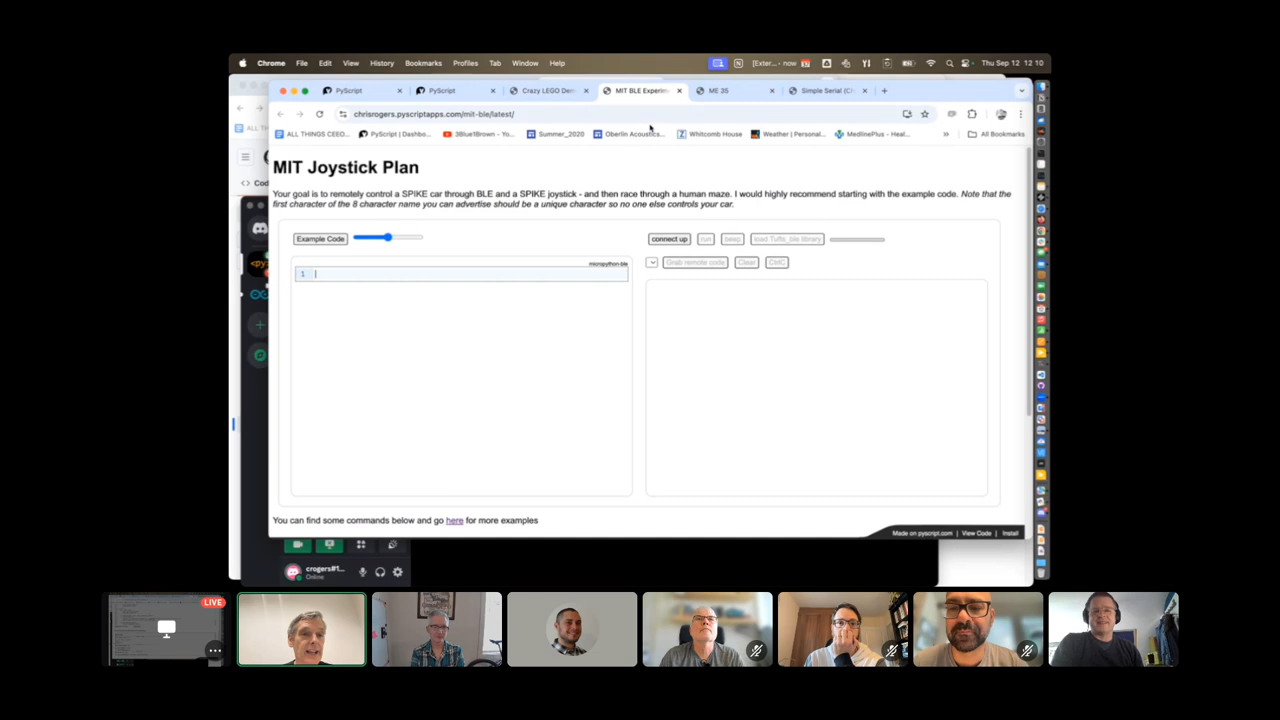 Chrome File Edit View History Bookmarks Profiles Tab Window Help [Exter... · now Thu Sep 12 12 10
PyScript PyScript Crazy LEGO Dem MIT BLE Experim ME 35 Simple Serial (C
chrisrogers.pyscriptapps.com/mit-ble/latest/
ALL THINGS CEEO... PyScript | Dashbo... 3Blue1Brown - Yo... Summer_2020 Oberlin Acoustics... Whitcomb House Weather | Personal... MedlinePlus - Heal... » All Bookmarks
ALL TH
MIT Joystick Plan
Cod
Your goal is to remotely control a SPIKE car through BLE and a SPIKE joystick - and then race through a human maze. I would highly recommend starting with the example code. Note that the
first character of the 8 character name you can advertise should be a unique character so no one else controls your car.
Example Code connect up run beep load Tufts_ble library
micropython-ble Grab remote code Clear CtrlC
1
<py
You can find some commands below and go here for more examples
Made on pyscript.com | View Code | Install
crogers#1...
Online
LIVE